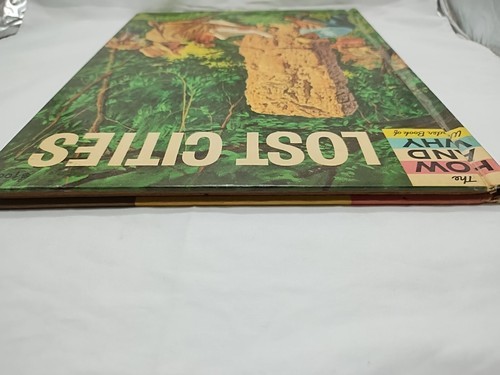 The
HOW
AND
WHY
Wonder Book of
LOST CITIES